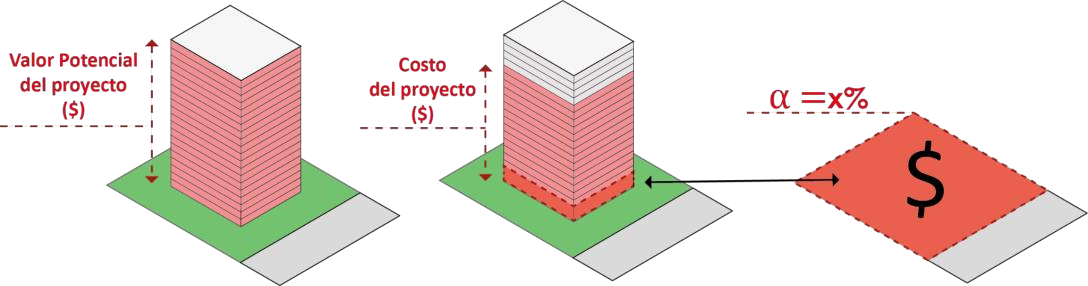 Valor Potencial
del proyecto
($)
Costo
del proyecto
($)
α =x%
$